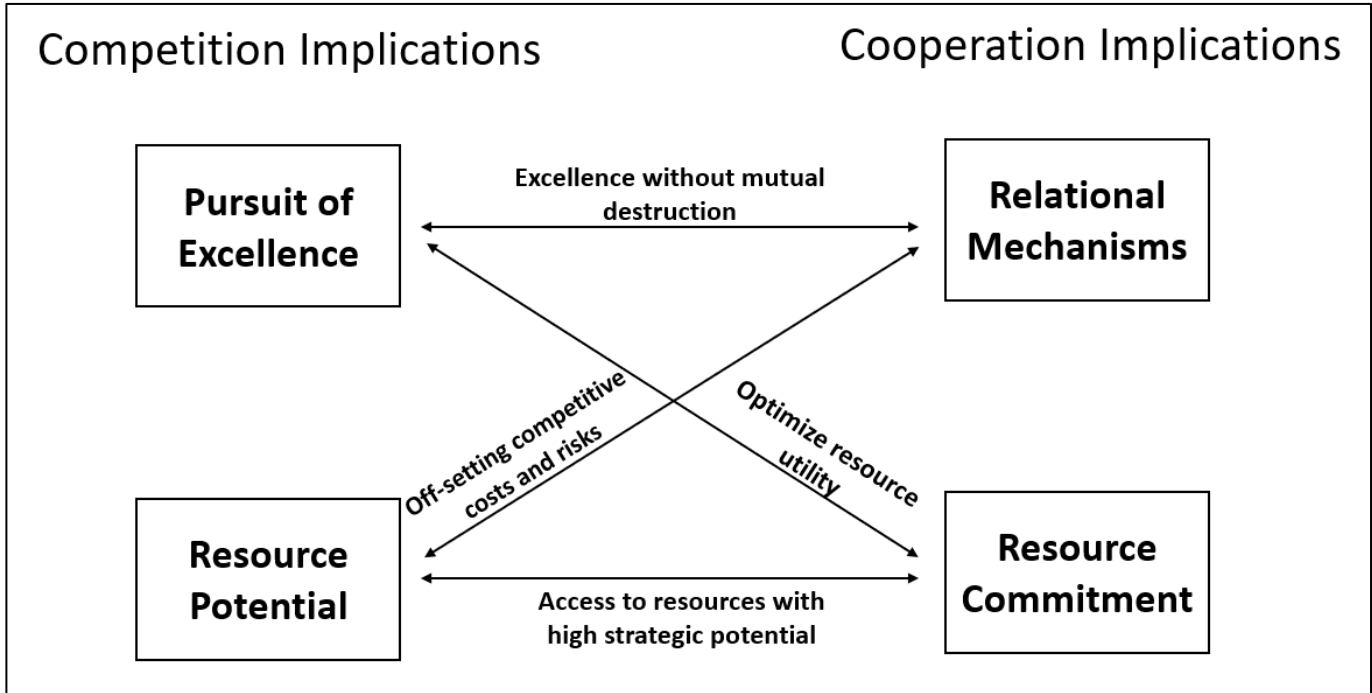 Competition Implications
Cooperation Implications
Pursuit of
Excellence
Excellence without mutual
destruction
Relational
Mechanisms
Off-setting competitive
costs and risks
Optimize resource
utility
Resource
Potential
Access to resources with
high strategic potential
Resource
Commitment